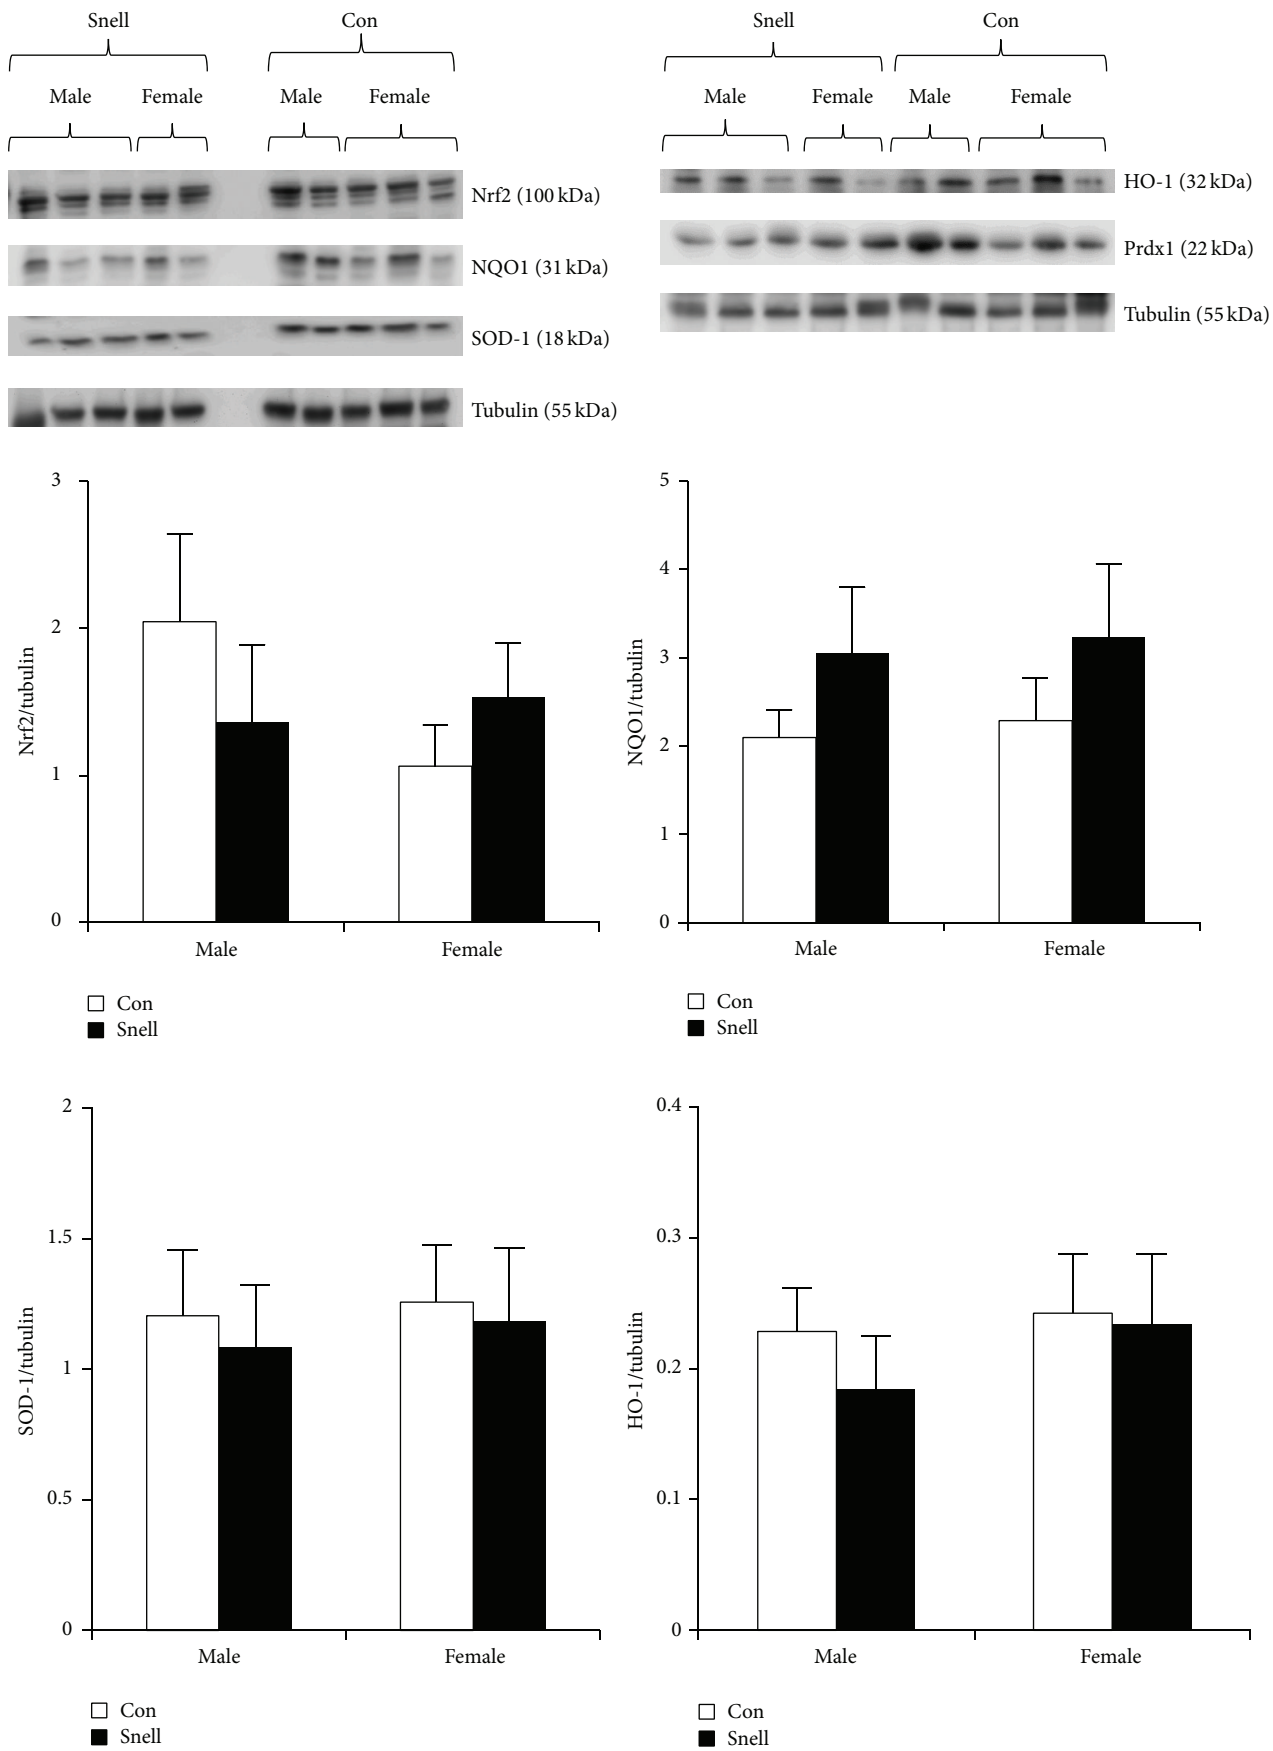 Snell Con
Male Female Male Female
Nrf2 (100 kDa)
NQO1 (31 kDa)
SOD-1 (18 kDa)
Tubulin (55 kDa)
Snell Con
Male Female Male Female
HO-1 (32 kDa)
Prdx1 (22 kDa)
Tubulin (55 kDa)
3
2
1
0
Nrf2/tubulin
Male Female
Con
Snell
5
4
3
2
1
0
NQO1/tubulin
Male Female
Con
Snell
2
1.5
1
0.5
0
SOD-1/tubulin
Male Female
Con
Snell
0.4
0.3
0.2
0.1
0
HO-1/tubulin
Male Female
Con
Snell